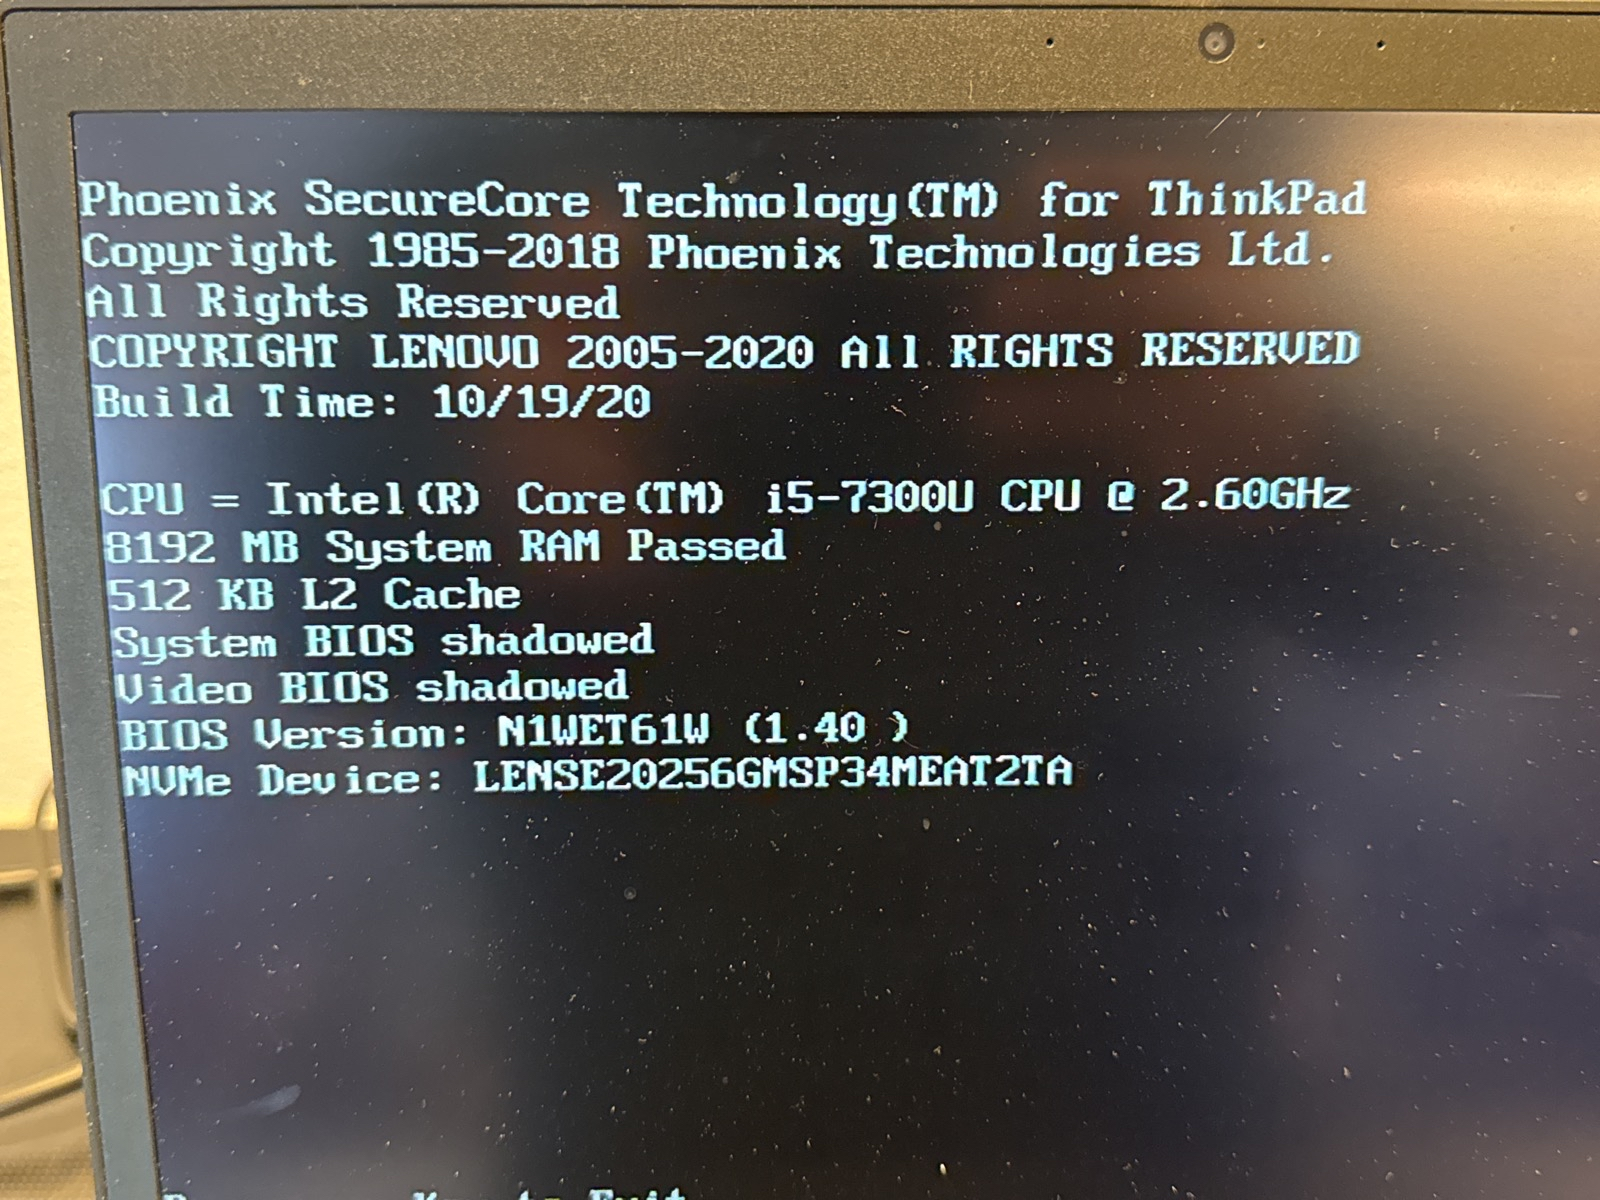 Phoenix SecureCore Technology(TM) for ThinkPad
Copyright 1985-2018 Phoenix Technologies Ltd.
All Rights Reserved
COPYRIGHT LENOVO 2005-2020 All RIGHTS RESERVED
Build Time: 10/19/20
CPU = Intel(R) Core(TM) i5-7300U CPU @ 2.60GHz
8192 MB System RAM Passed
512 KB L2 Cache
System BIOS shadowed
Video BIOS shadowed
BIOS Version: N1WET61W (1.40 )
NVMe Device: LENSE20256GMSP34MEAT2TA
to Exit